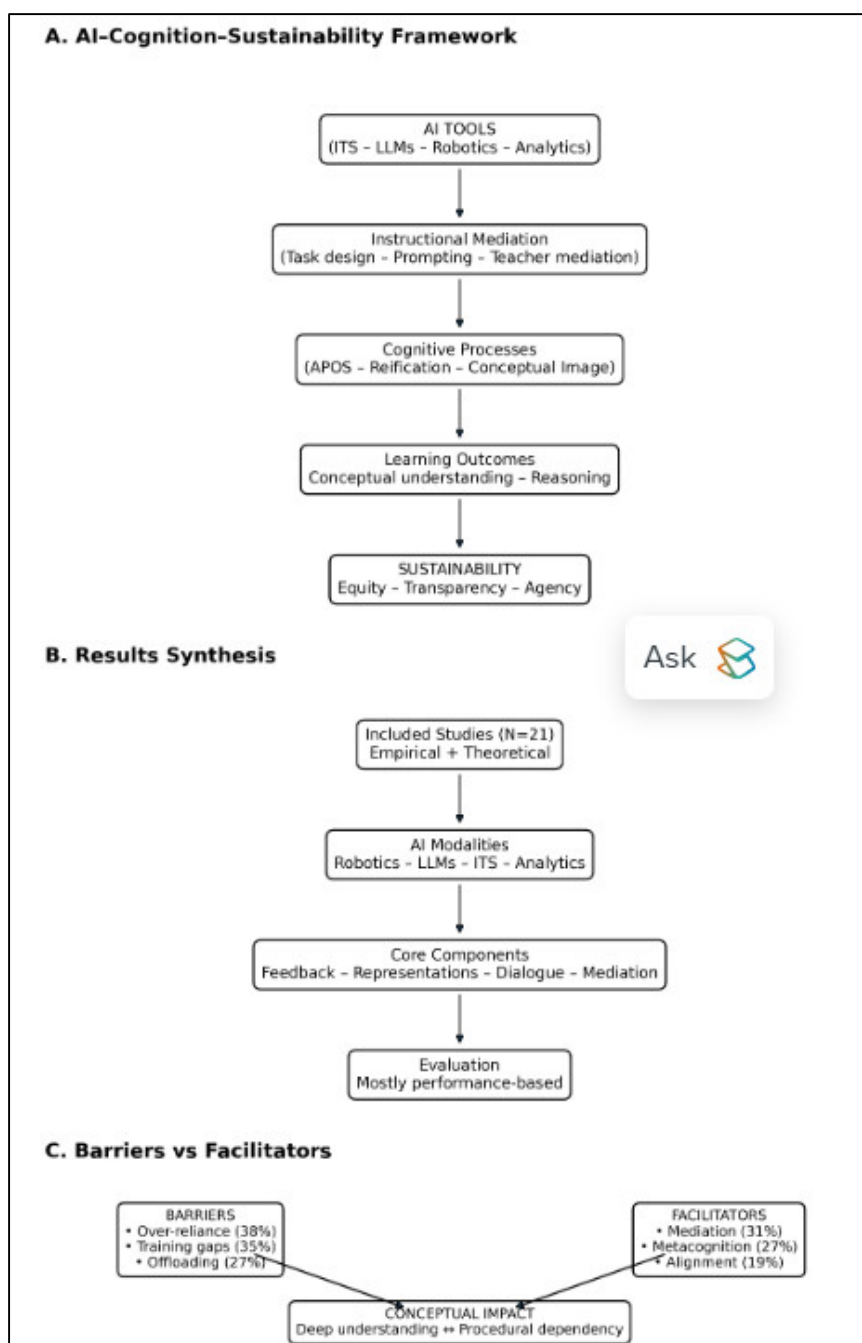 A. AI–Cognition–Sustainability Framework
AI TOOLS
(ITS – LLMs – Robotics – Analytics)
Instructional Mediation
(Task design – Prompting – Teacher mediation)
Cognitive Processes
(APOS – Reification – Conceptual Image)
Learning Outcomes
Conceptual understanding – Reasoning
SUSTAINABILITY
Equity – Transparency – Agency
Ask
B. Results Synthesis
Included Studies (N=21)
Empirical + Theoretical
AI Modalities
Robotics – LLMs – ITS – Analytics
Core Components
Feedback – Representations – Dialogue – Mediation
Evaluation
Mostly performance-based
C. Barriers vs Facilitators
BARRIERS
• Over-reliance (38%)
• Training gaps (35%)
• Offloading (27%)
FACILITATORS
• Mediation (31%)
• Metacognition (27%)
• Alignment (19%)
CONCEPTUAL IMPACT
Deep understanding ↔ Procedural dependency